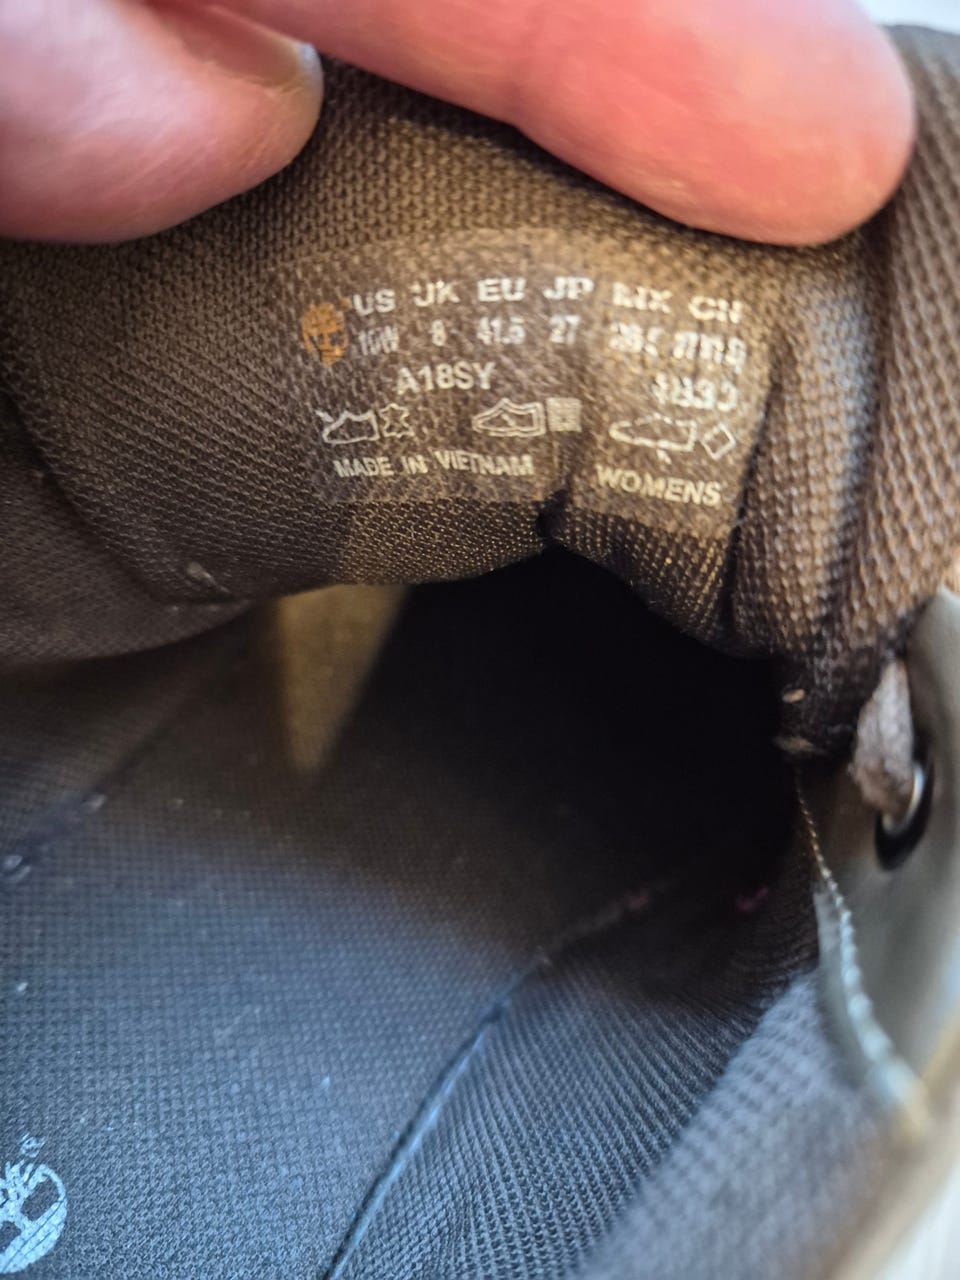 US UK EU JP MX CN
10W 8 41.5 27
A18SY
MADE IN VIETNAM
WOMENS